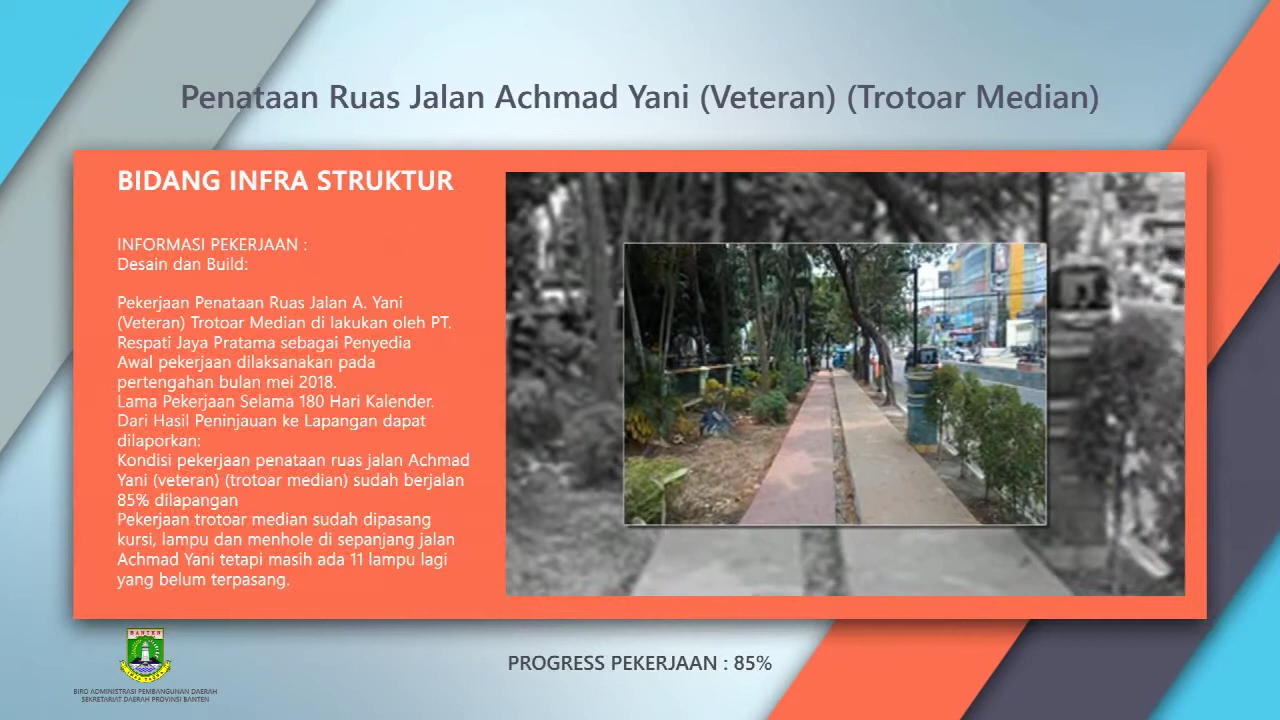 Penataan Ruas Jalan Achmad Yani (Veteran) (Trotoar Median)
BIDANG INFRA STRUKTUR
INFORMASI PEKERJAAN :
Desain dan Build:
Pekerjaan Penataan Ruas Jalan A. Yani
(Veteran) Trotoar Median di lakukan oleh PT.
Respati Jaya Pratama sebagai Penyedia
Awal pekerjaan dilaksanakan pada
pertengahan bulan mei 2018.
Lama Pekerjaan Selama 180 Hari Kalender.
Dari Hasil Peninjauan ke Lapangan dapat
dilaporkan:
Kondisi pekerjaan penataan ruas jalan Achmad
Yani (veteran) (trotoar median) sudah berjalan
85% dilapangan
Pekerjaan trotoar median sudah dipasang
kursi, lampu dan menhole di sepanjang jalan
Achmad Yani tetapi masih ada 11 lampu lagi
yang belum terpasang.
BANTEN
BIRO ADMINISTRASI PEMBANGUNAN DAERAH
SEKRETARIAT DAERAH PROVINSI BANTEN
PROGRESS PEKERJAAN : 85%